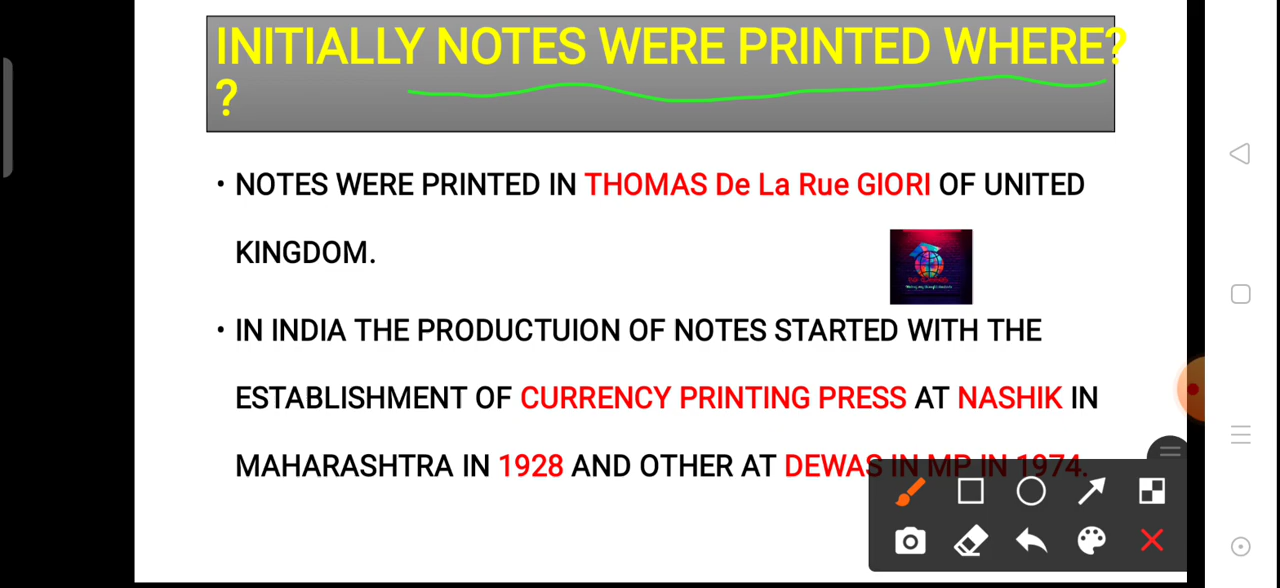 INITIALLY NOTES WERE PRINTED WHERE?
?
• NOTES WERE PRINTED IN THOMAS De La Rue GIORI OF UNITED
KINGDOM.
• IN INDIA THE PRODUCTUION OF NOTES STARTED WITH THE
ESTABLISHMENT OF CURRENCY PRINTING PRESS AT NASHIK IN
MAHARASHTRA IN 1928 AND OTHER AT DEWAS IN MP IN 1974.